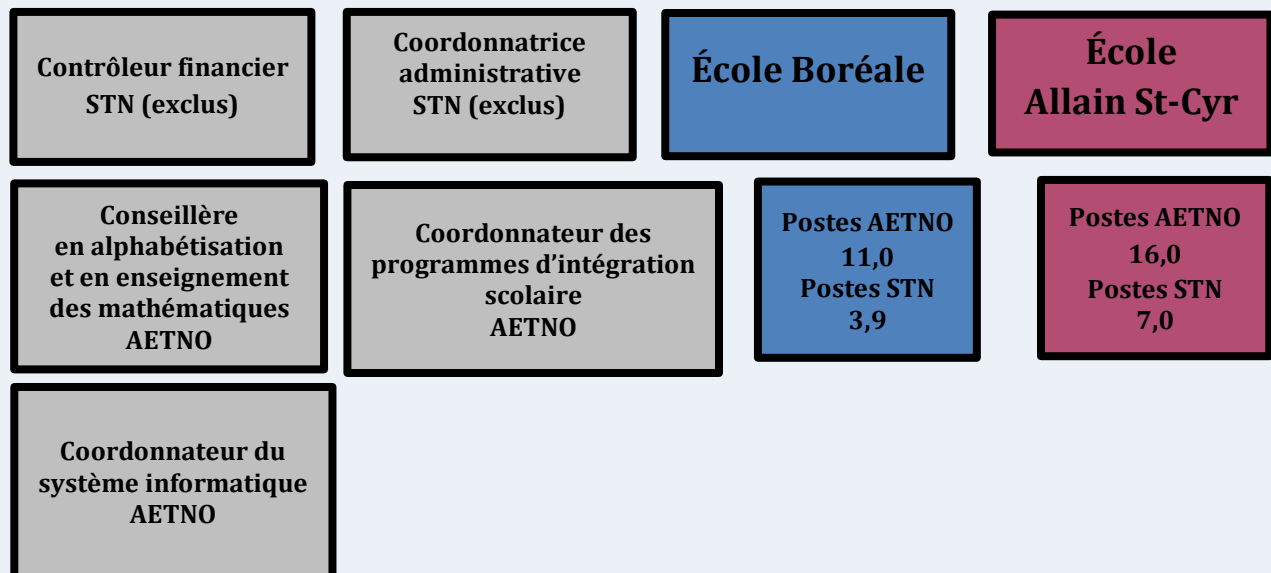 Contrôleur financier
STN (exclus)
Coordonnatrice
administrative
STN (exclus)
École Boréale
École
Allain St-Cyr
Conseillère
en alphabétisation
et en enseignement
des mathématiques
AETNO
Coordonnateur des
programmes d'intégration
scolaire
AETNO
Postes AETNO
11,0
Postes STN
3,9
Postes AETNO
16,0
Postes STN
7,0
Coordonnateur du
système informatique
AETNO